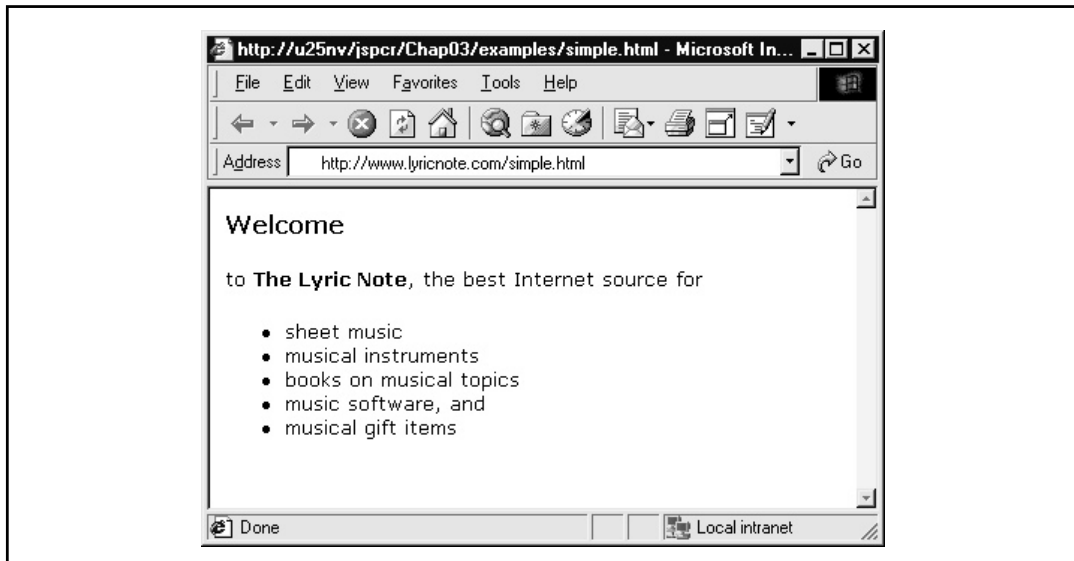 http://u25nv/jspcr/Chap03/examples/simple.html - Microsoft In...
File Edit View Favorites Tools Help
Address http://www.lyricnote.com/simple.html Go
Welcome
to The Lyric Note, the best Internet source for
• sheet music
• musical instruments
• books on musical topics
• music software, and
• musical gift items
Done Local intranet